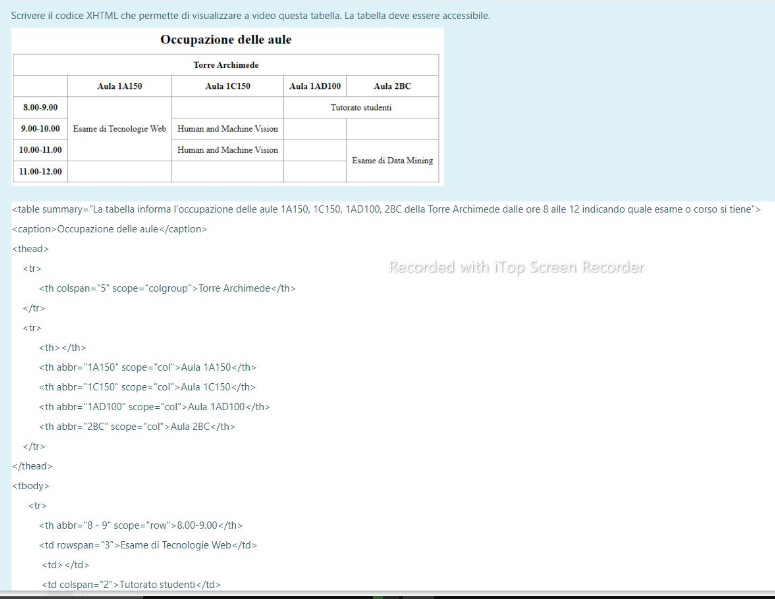 Scrivere il codice XHTML che permette di visualizzare a video questa tabella. La tabella deve essere accessibile.
Occupazione delle aule
Torre Archimede
Aula 1A150 Aula 1C150 Aula 1AD100 Aula 2BC
8.00-9.00 Tutorato studenti
9.00-10.00 Esame di Tecnologie Web Human and Machine Vision
10.00-11.00 Human and Machine Vision
Esame di Data Mining
11.00-12.00
<table summary="La tabella informa l'occupazione delle aule 1A150, 1C150, 1AD100, 2BC della Torre Archimede dalle ore 8 alle 12 indicando quale esame o corso si tiene">
<caption>Occupazione delle aule</caption>
<thead>
<tr>
Recorded with iTop Screen Recorder
<th colspan="5" scope="colgroup">Torre Archimede</th>
</tr>
<tr>
<th></th>
<th abbr="1A150" scope="col">Aula 1A150</th>
<th abbr="1C150" scope="col">Aula 1C150</th>
<th abbr="1AD100" scope="col">Aula 1AD100</th>
<th abbr="2BC" scope="col">Aula 2BC</th>
</tr>
</thead>
<tbody>
<tr>
<th abbr="8 - 9" scope="row">8.00-9.00</th>
<td rowspan="3">Esame di Tecnologie Web</td>
<td></td>
<td colspan="2">Tutorato studenti</td>